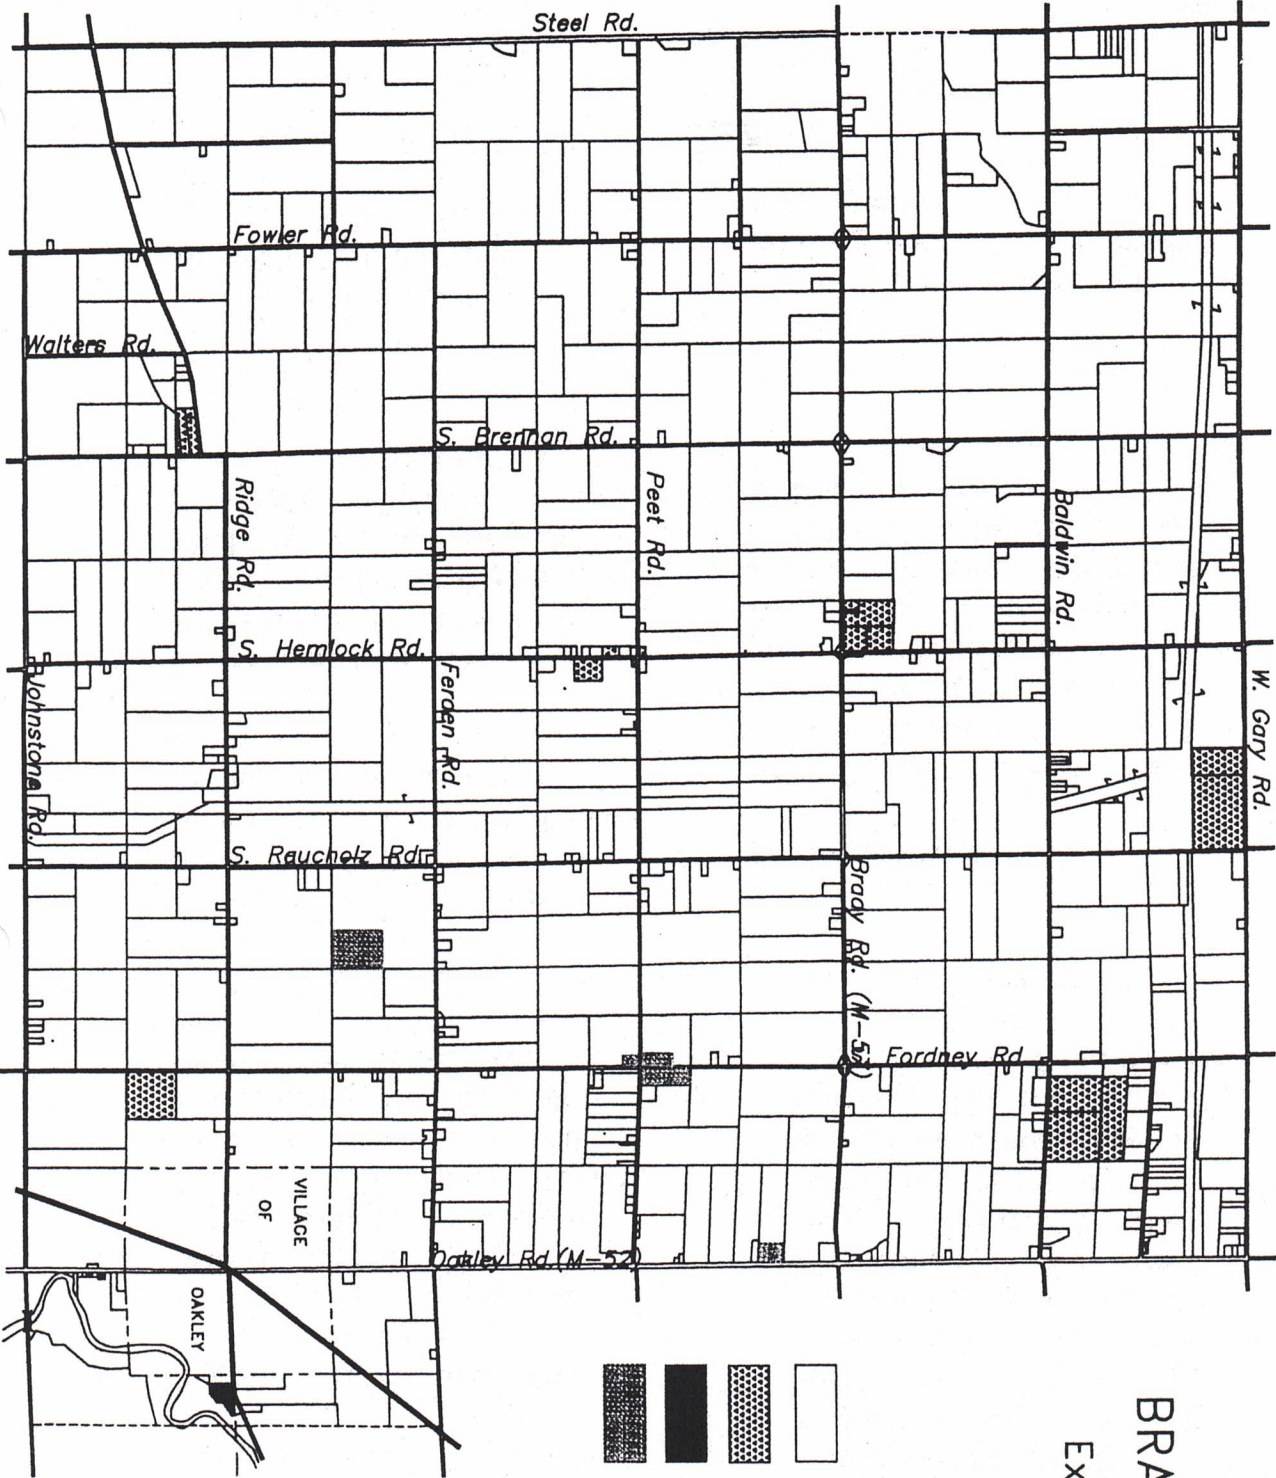 Steel Rd.
Fowler Rd.
Walters Rd.
S. Brennan Rd.
Ridge Rd.
Peet Rd.
Baldwin Rd.
S. Hemlock Rd.
Johnstone Rd.
Ferden Rd.
W. Gary Rd.
S. Raucholz Rd.
Brady Rd. (M-52)
S. Fordney Rd
VILLAGE
OF
OAKLEY
Oakley Rd. (M-52)
BRA
Ex